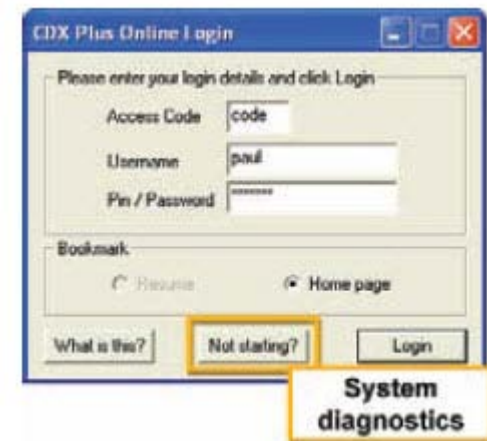 CDX Plus Online Login
Please enter your login details and click Login
Access Code code
Username paul
Pin / Password *******
Bookmark
Resume Home page
What is this? Not starting? Login
System
diagnostics